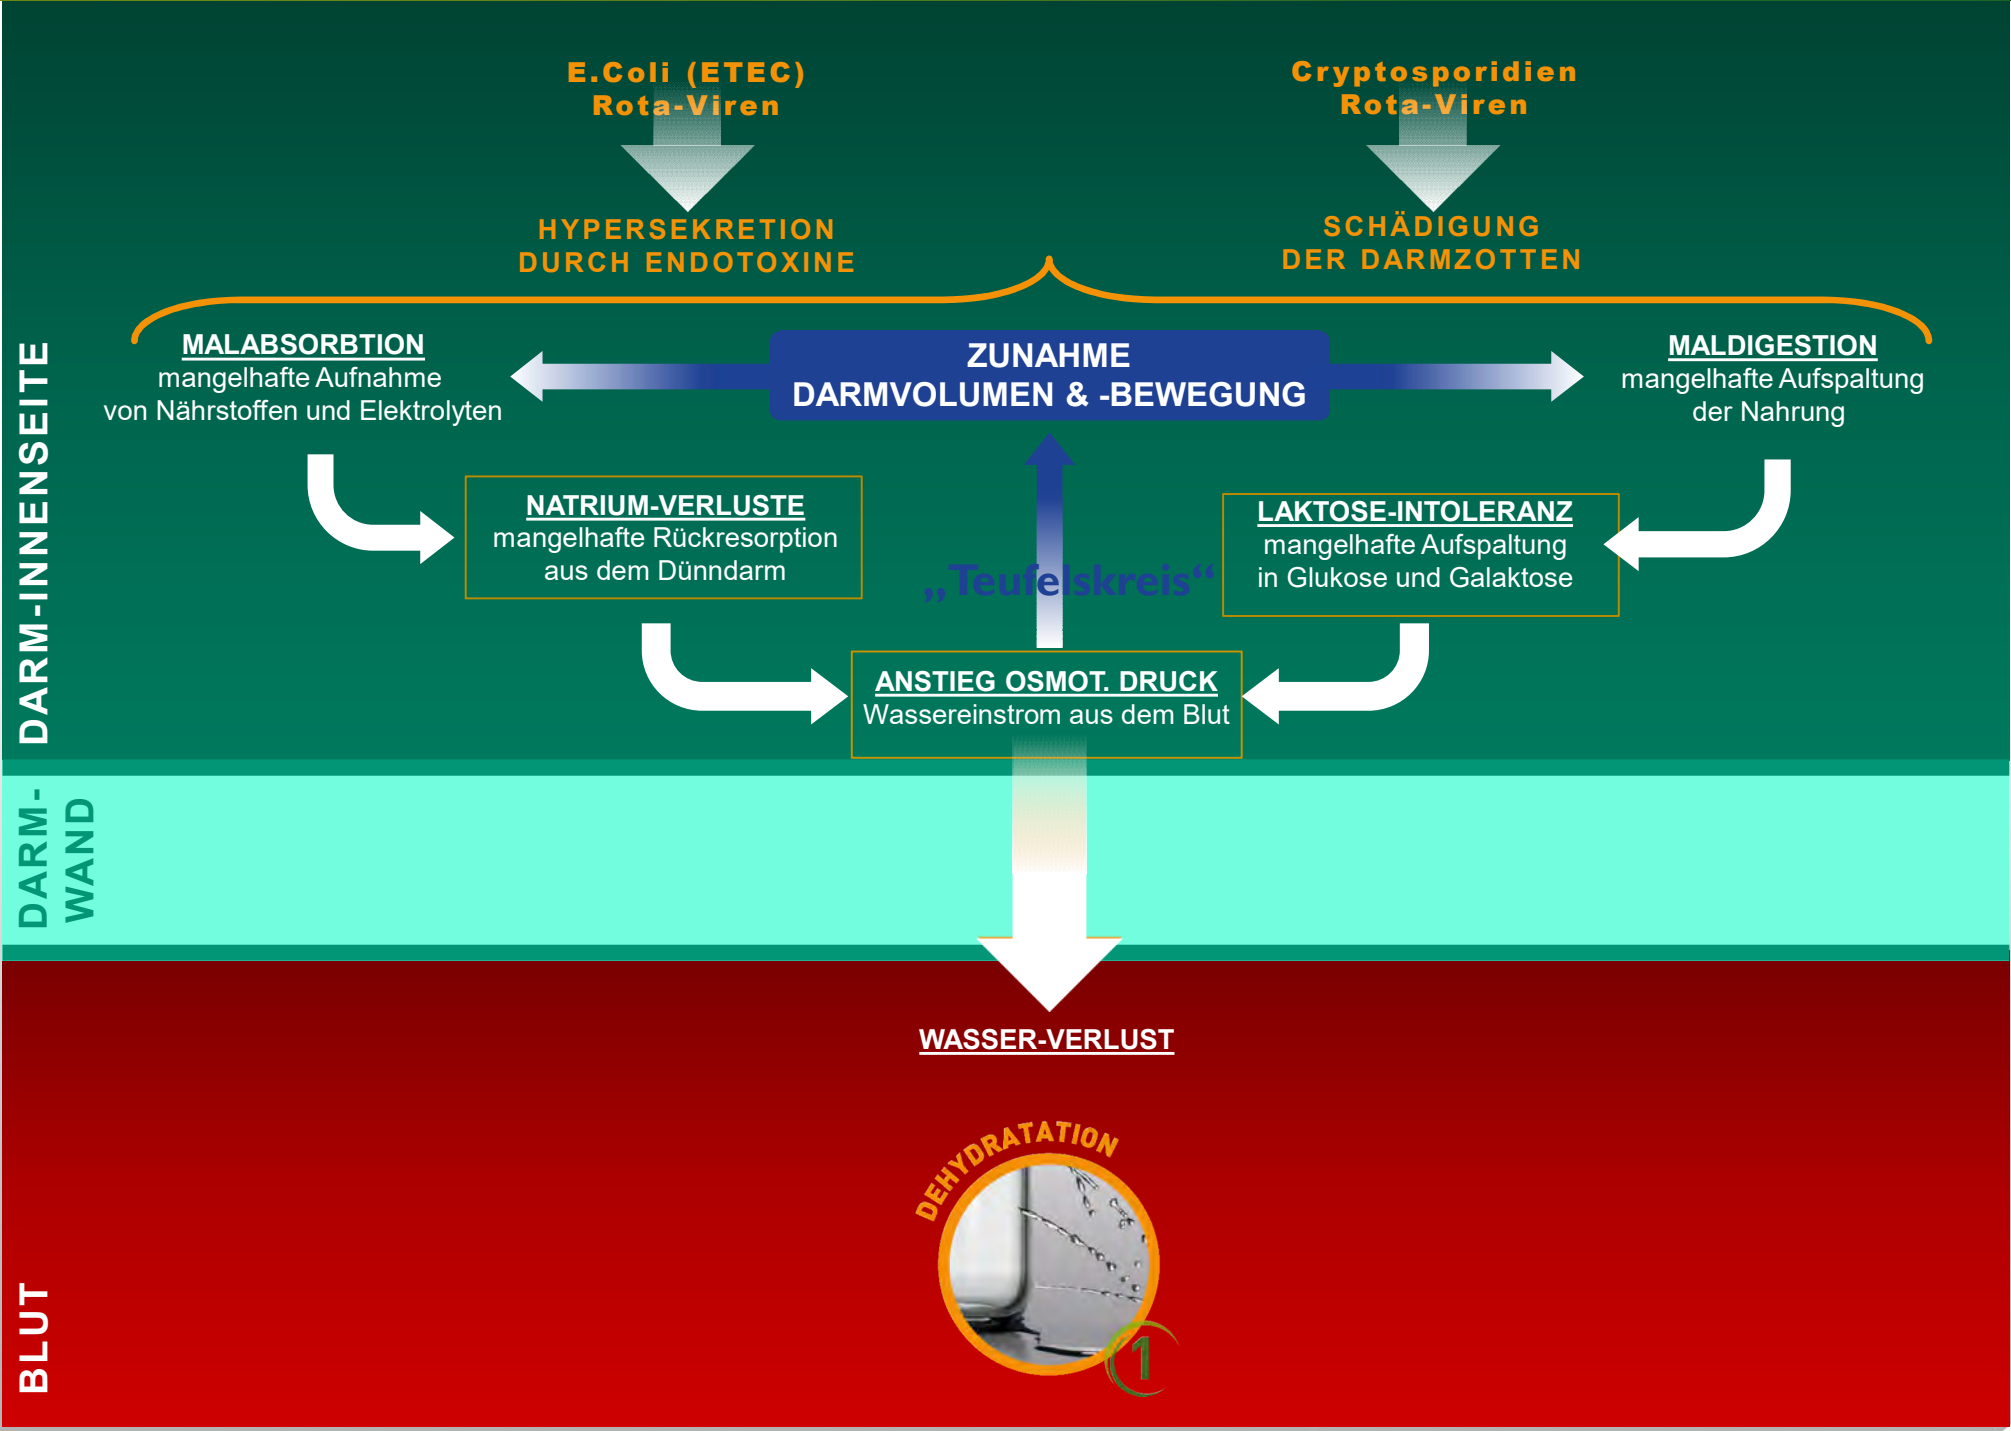 E.Coli (ETEC)
Rota-Viren
Cryptosporidien
Rota-Viren
HYPERSEKRETION
DURCH ENDOTOXINE
SCHÄDIGUNG
DER DARMZOTTEN
DARM-INNENSEITE
MALABSORBTION
mangelhafte Aufnahme
von Nährstoffen und Elektrolyten
ZUNAHME
DARMVOLUMEN & -BEWEGUNG
MALDIGESTION
mangelhafte Aufspaltung
der Nahrung
NATRIUM-VERLUSTE
mangelhafte Rückresorption
aus dem Dünndarm
„Teufelskreis“
LAKTOSE-INTOLERANZ
mangelhafte Aufspaltung
in Glukose und Galaktose
ANSTIEG OSMOT. DRUCK
Wassereinstrom aus dem Blut
DARM-
WAND
WASSER-VERLUST
DEHYDRATATION
1
BLUT